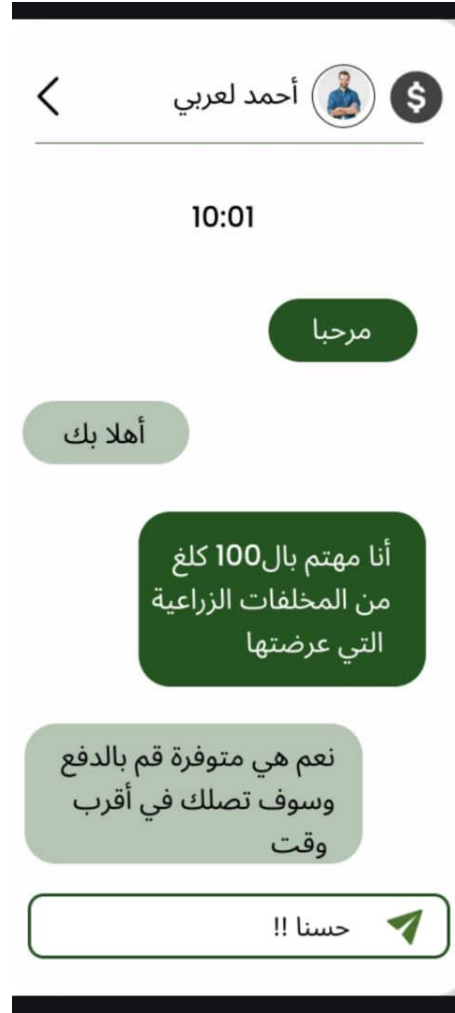 أحمد لعربي
$
10:01
مرحبا
أهلا بك
أنا مهتم بال100 كلغ
من المخلفات الزراعية
التي عرضتها
نعم هي متوفرة قم بالدفع
وسوف تصلك في أقرب
وقت
حسنا !!